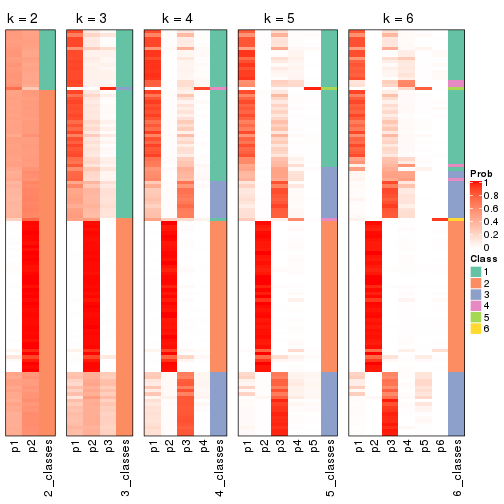 k = 2
k = 3
k = 4
k = 5
k = 6
p1
p2
2_classes
p1
p2
p3
3_classes
p1
p2
p3
p4
4_classes
p1
p2
p3
p4
p5
5_classes
p1
p2
p3
p4
p5
p6
6_classes
Prob
1
0.8
0.6
0.4
0.2
0
Class
1
2
3
4
5
6